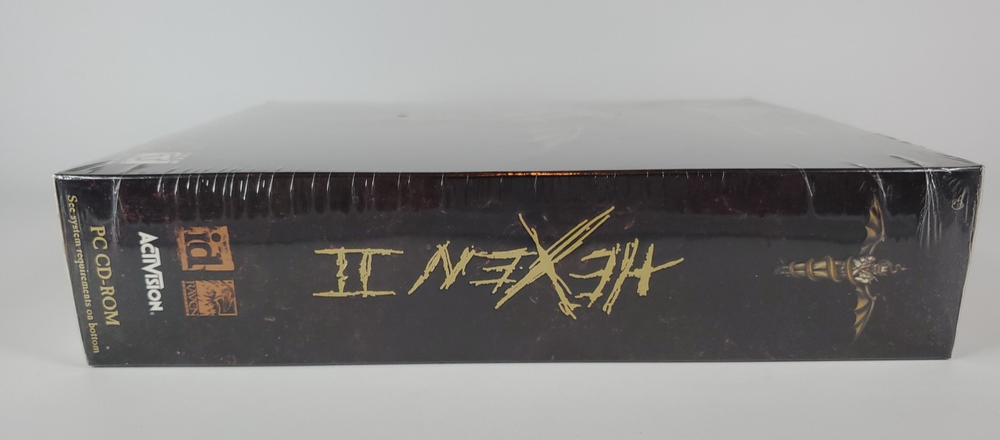 HEXEN II
id
RAVEN
ACTIVISION.
PC CD-ROM
See system requirements on bottom